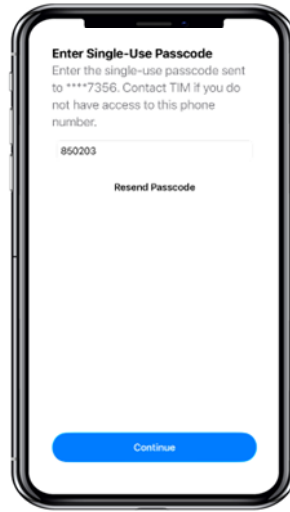 Enter Single-Use Passcode
Enter the single-use passcode sent
to ****7356. Contact TIM if you do
not have access to this phone
number.
850203
Resend Passcode
Continue